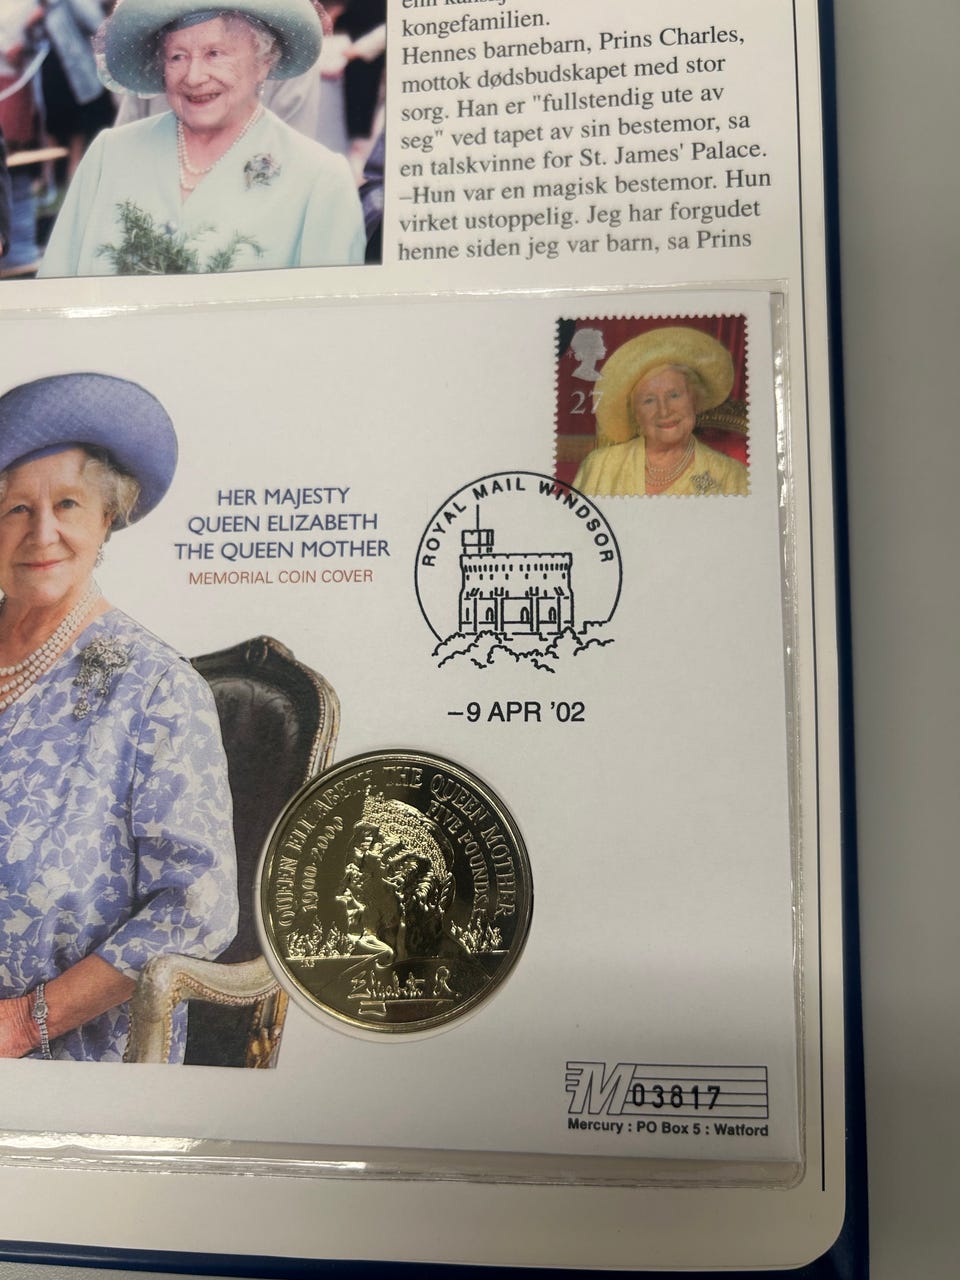 kongefamilien.
Hennes barnebarn, Prins Charles,
mottok dødsbudskapet med stor
sorg. Han er "fullstendig ute av
seg" ved tapet av sin bestemor, sa
en talskvinne for St. James' Palace.
–Hun var en magisk bestemor. Hun
virket ustoppelig. Jeg har forgudet
henne siden jeg var barn, sa Prins
27
HER MAJESTY
QUEEN ELIZABETH
THE QUEEN MOTHER
MEMORIAL COIN COVER
ROYAL MAIL WINDSOR
–9 APR '02
QUEEN ELIZABETH THE QUEEN MOTHER
1900-2000
FIVE POUNDS
Elizabeth R
M 03817
Mercury : PO Box 5 : Watford